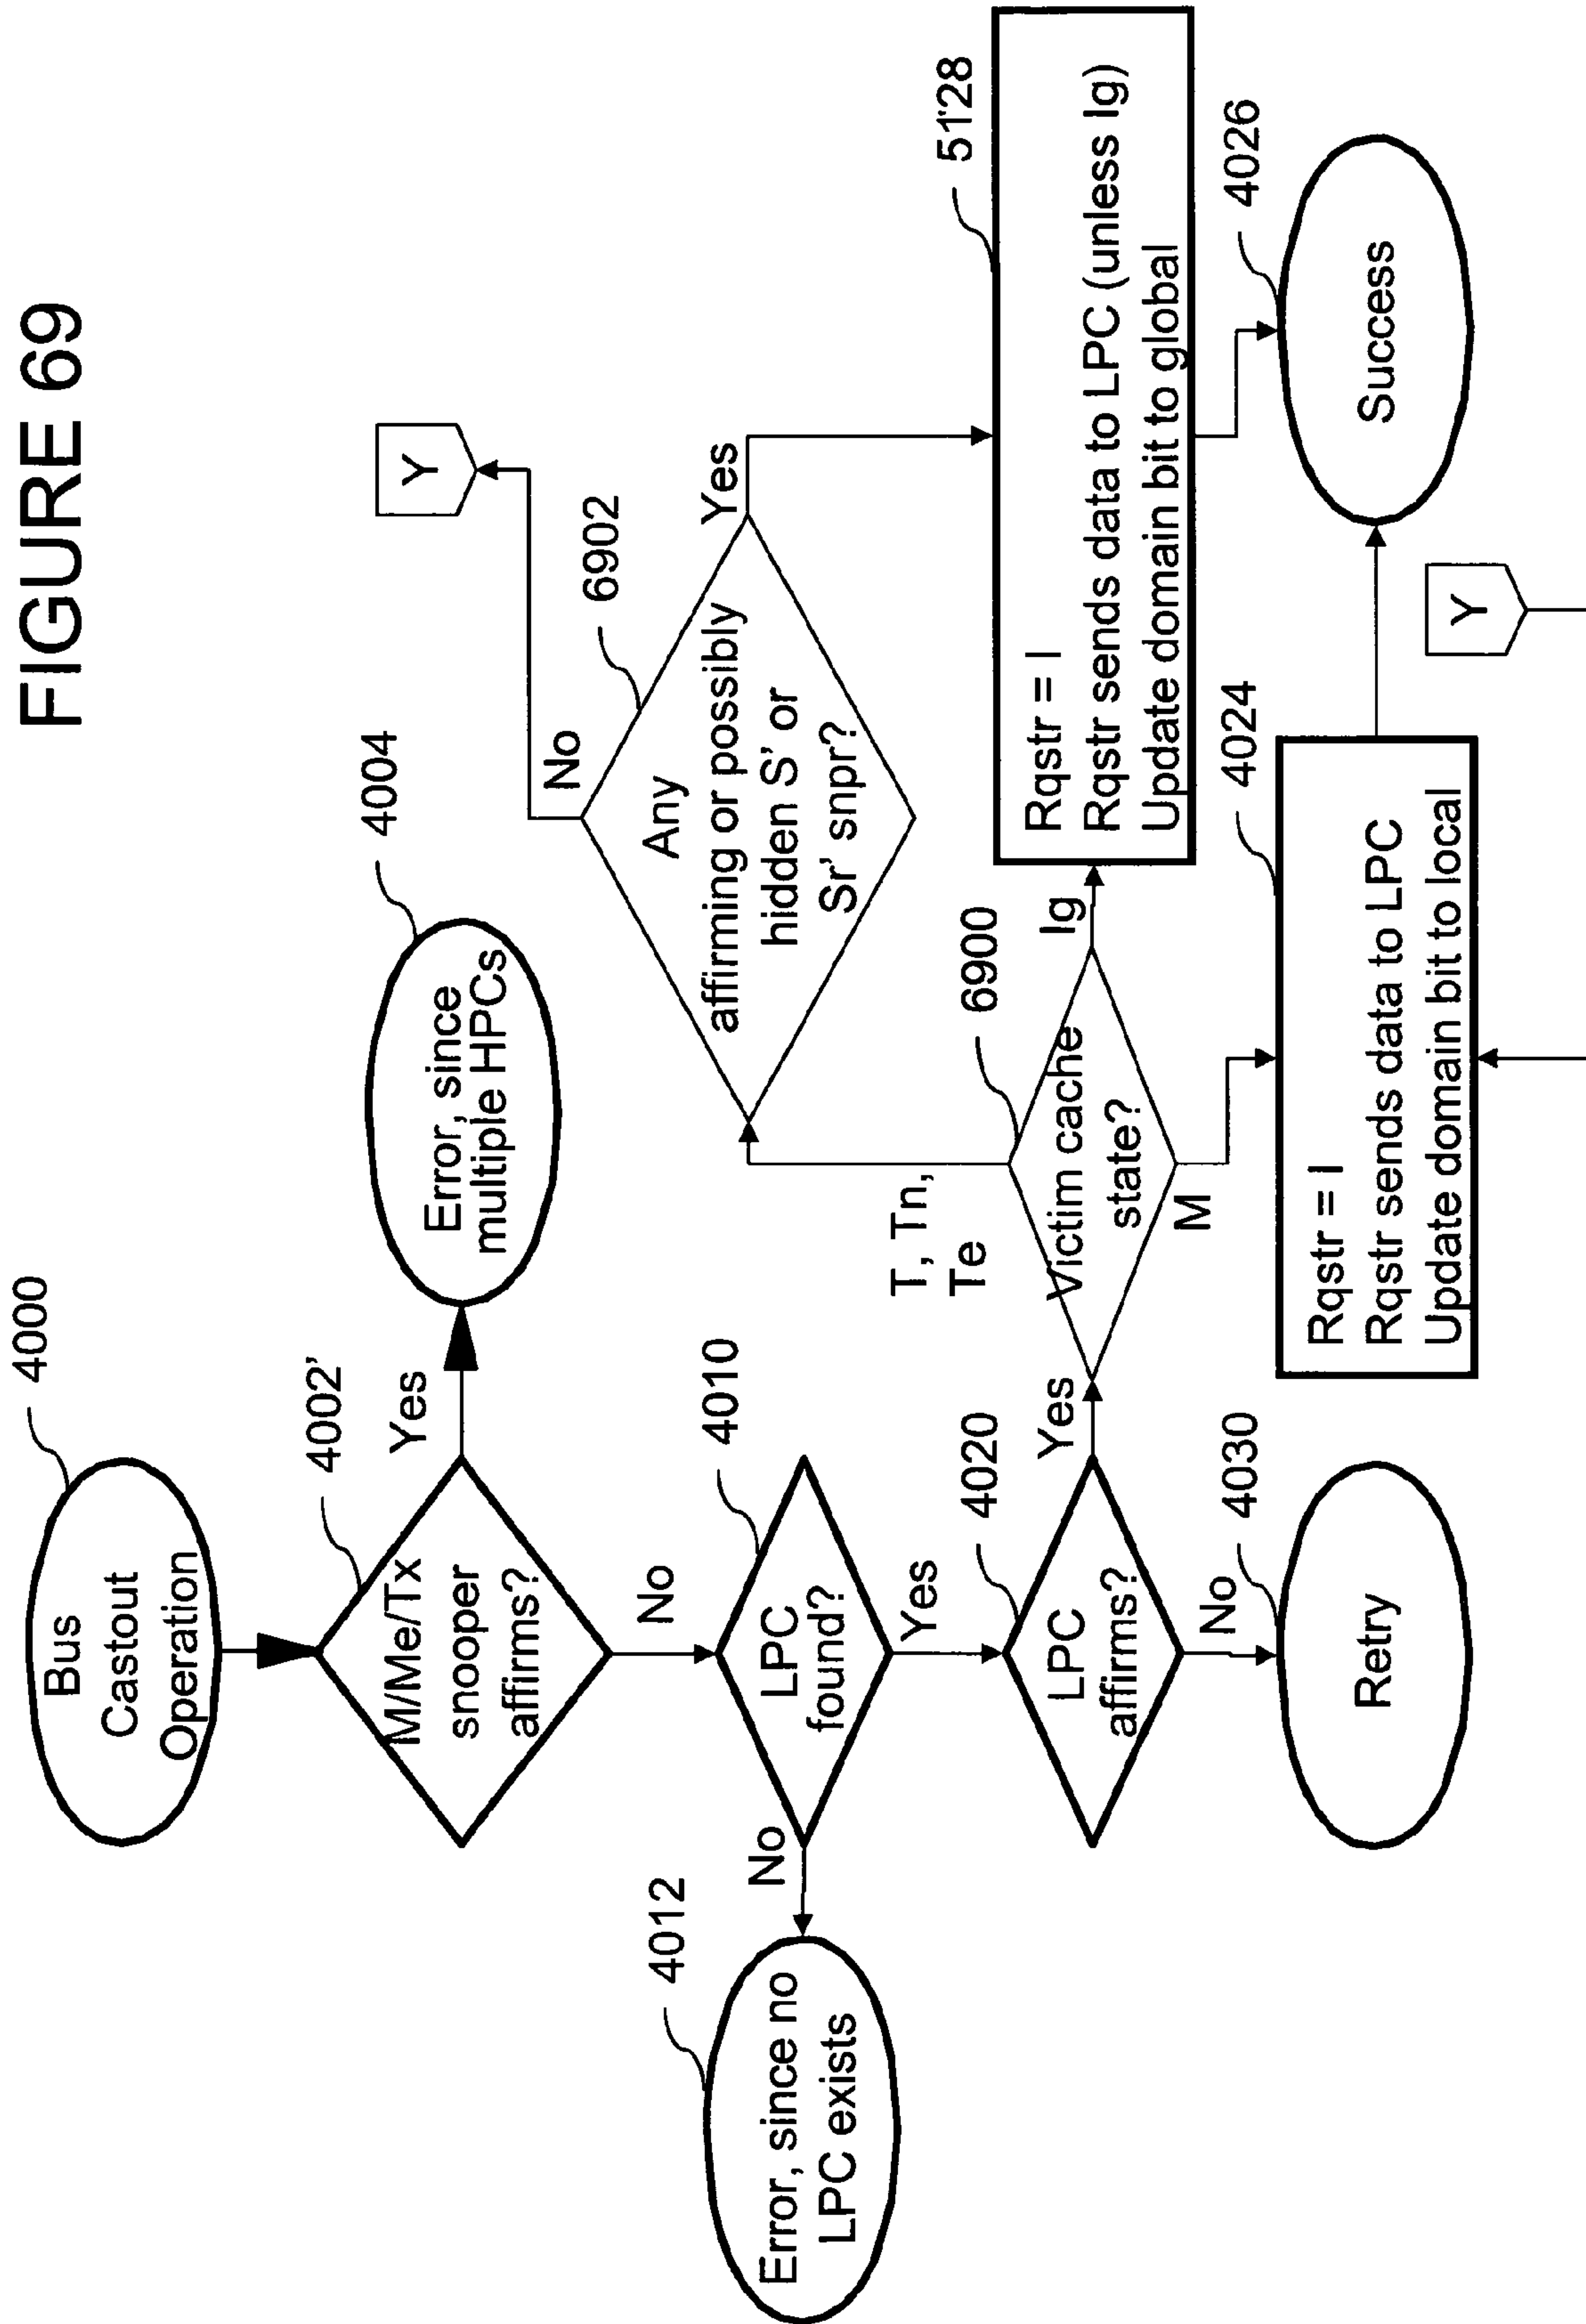 FIGURE 69
4000
Bus
Castout
Operation
4002'
M/Me/Tx
snooper
affirms?
Yes
4004
Error, since
multiple HPCs
No
4010
LPC
found?
No
4012
Error, since no
LPC exists
Yes
4020
LPC
affirms?
No
4030
Retry
Yes
6900
Victim cache
state?
T, Tn,
Te
Ig
M
6902
Any
affirming or possibly
hidden S' or
Sr' snpr?
No
Y
Yes
5128
Rqstr = I
Rqstr sends data to LPC (unless Ig)
Update domain bit to global
4024
Rqstr = I
Rqstr sends data to LPC
Update domain bit to local
Y
4026
Success